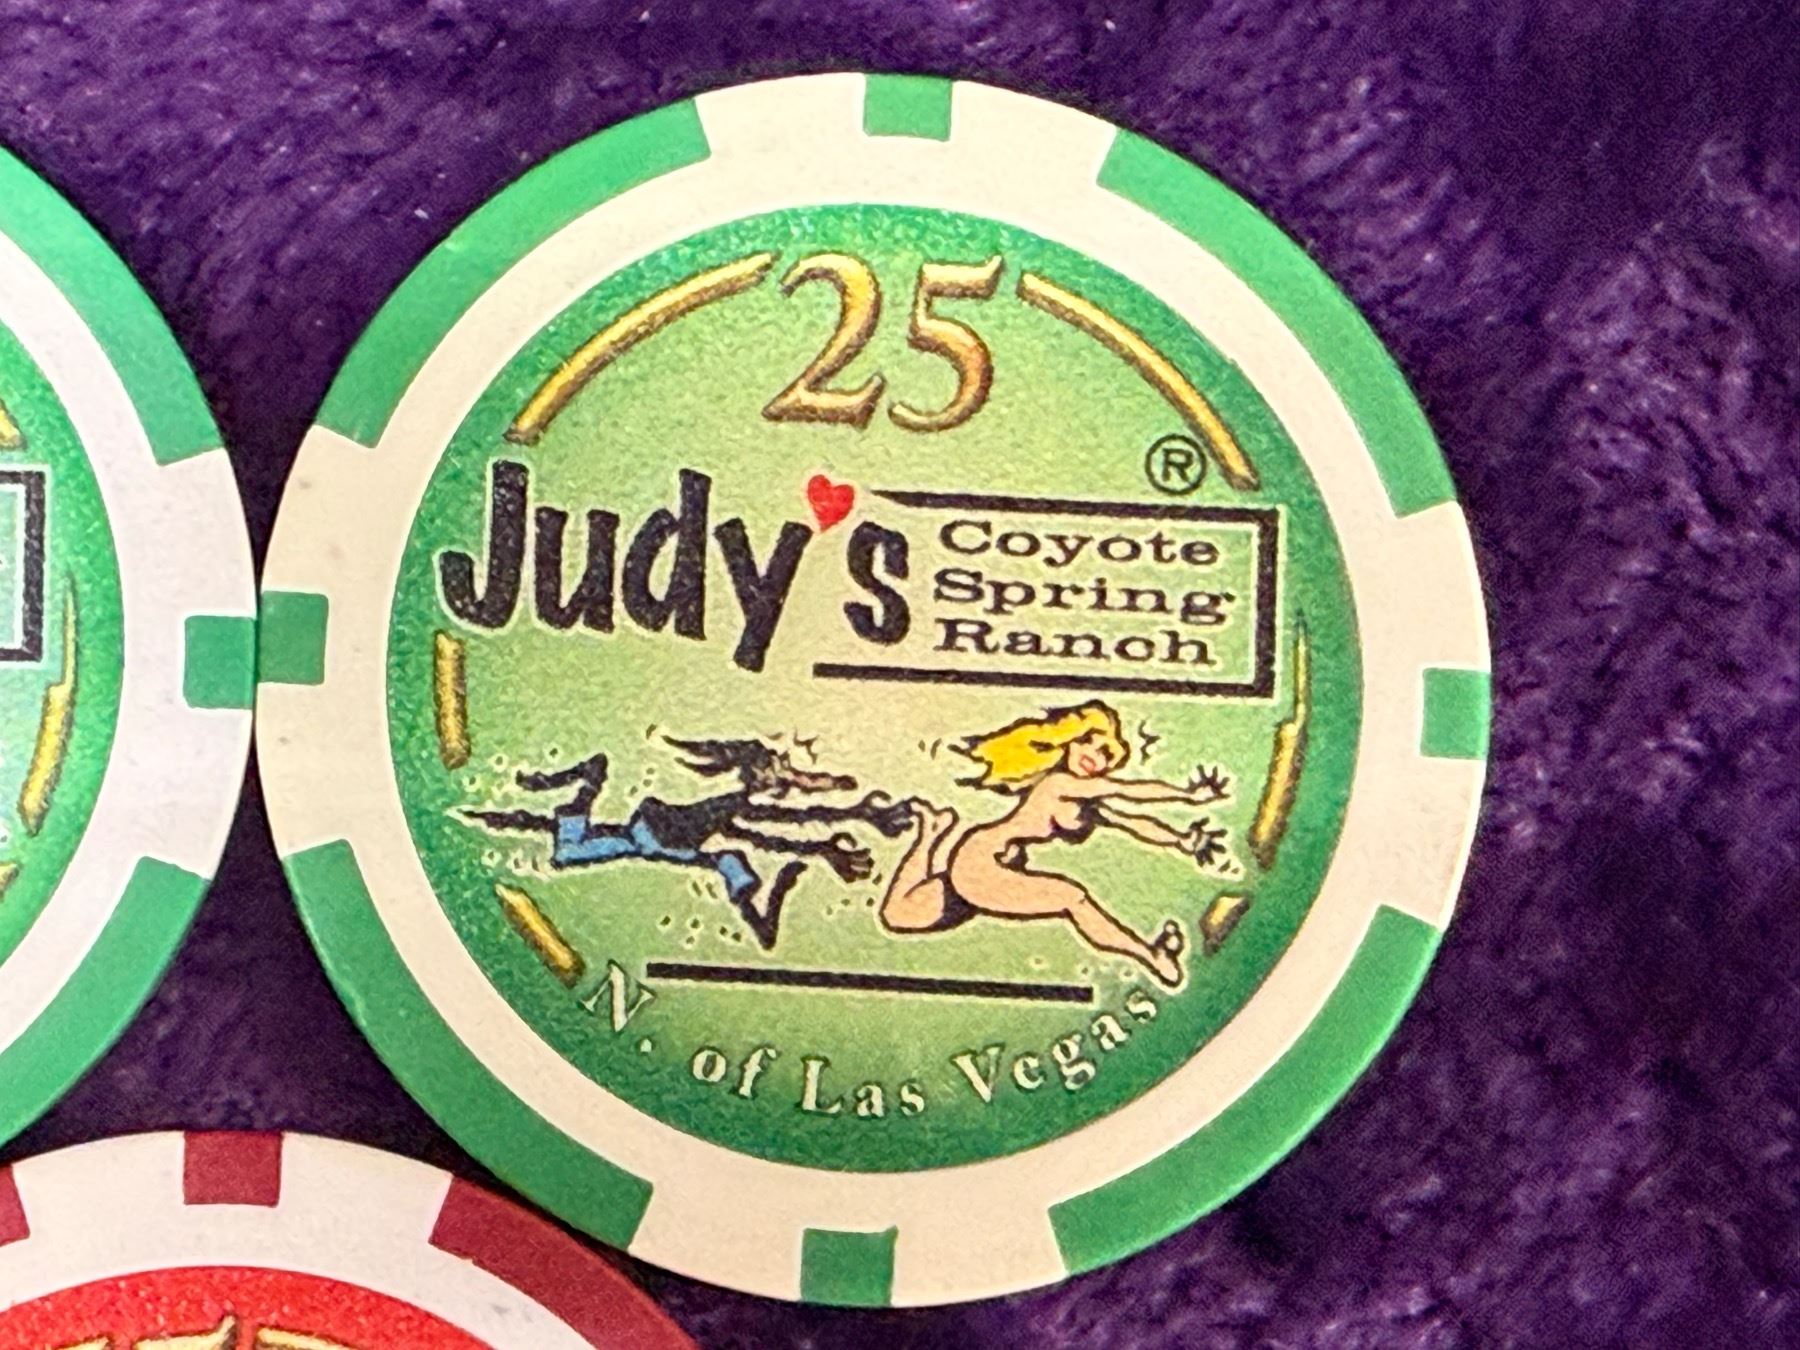 25
®
Judy's
Coyote
Spring
Ranch
N. of Las Vegas